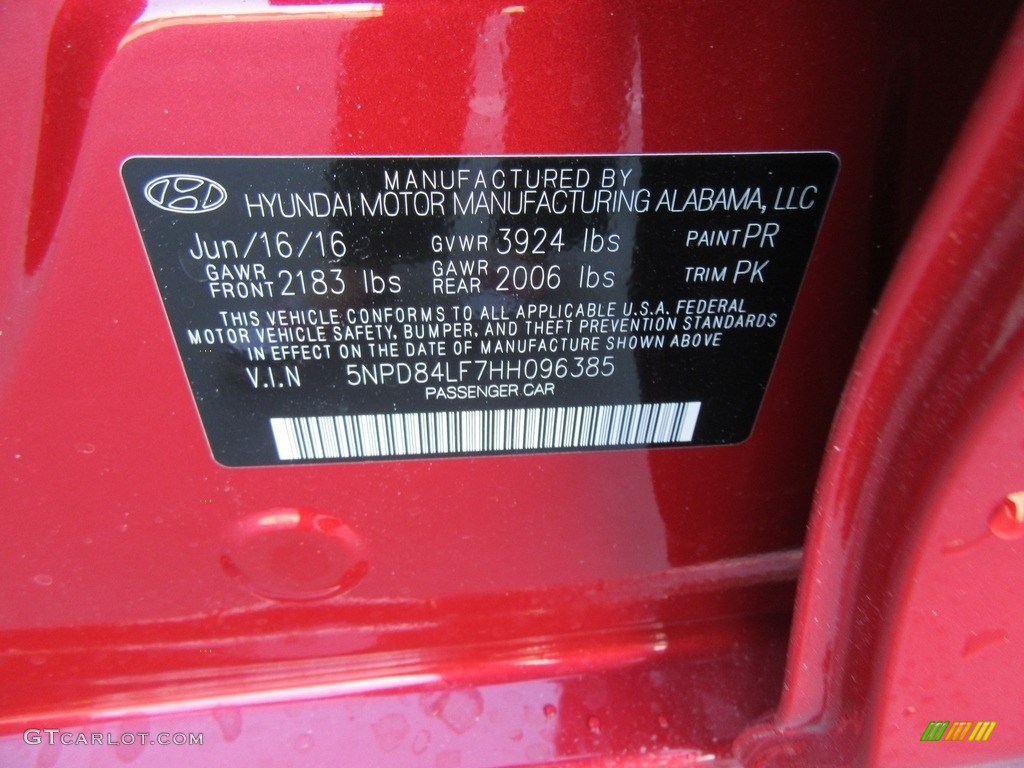 MANUFACTURED BY
HYUNDAI MOTOR MANUFACTURING ALABAMA, LLC
Jun/16/16 GVWR 3924 lbs PAINT PR
GAWR FRONT 2183 lbs GAWR REAR 2006 lbs TRIM PK
THIS VEHICLE CONFORMS TO ALL APPLICABLE U.S.A. FEDERAL
MOTOR VEHICLE SAFETY, BUMPER, AND THEFT PREVENTION STANDARDS
IN EFFECT ON THE DATE OF MANUFACTURE SHOWN ABOVE
V.I.N 5NPD84LF7HH096385
PASSENGER CAR
GTCARLOT.COM